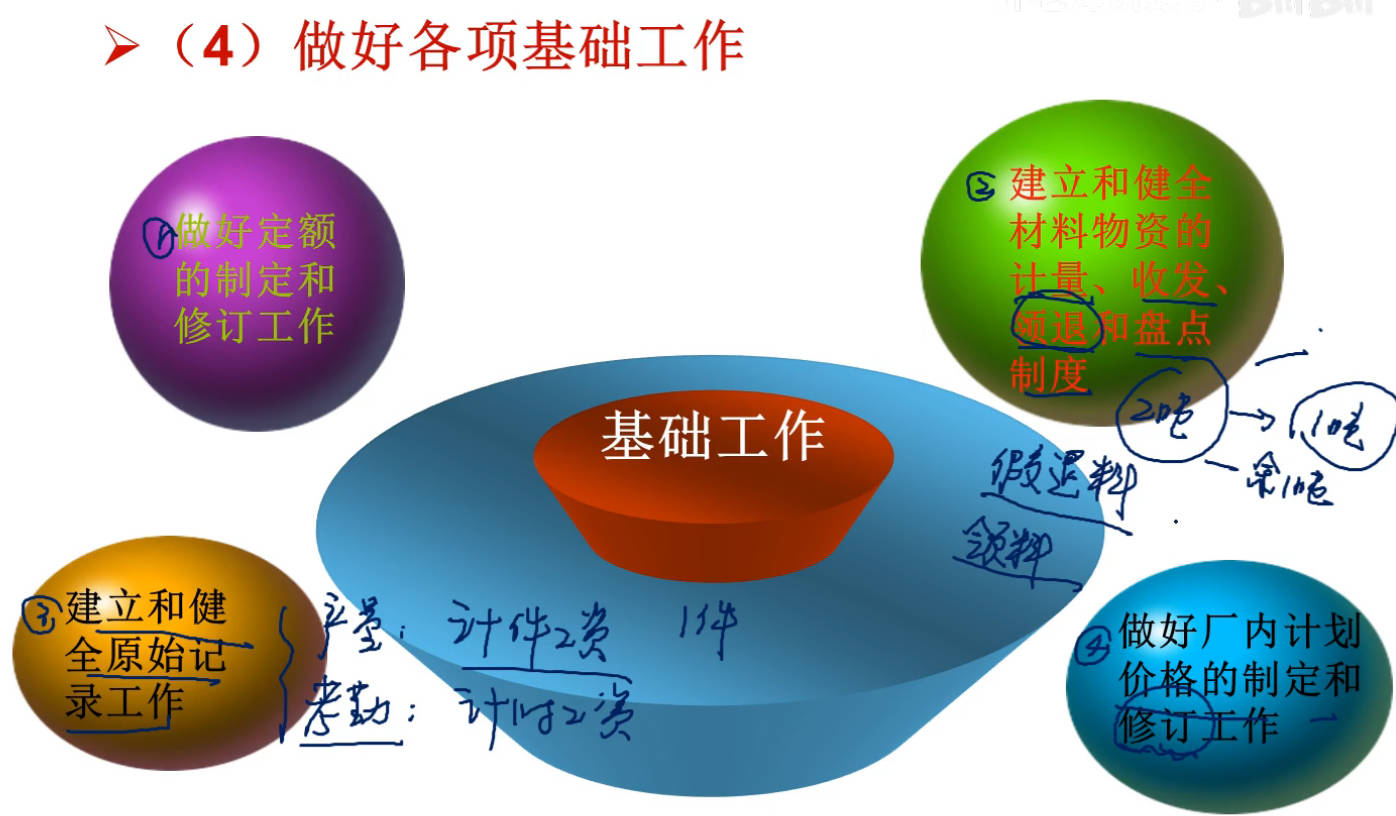 ➢（4）做好各项基础工作
①做好定额
的制定和
修订工作
②建立和健全
材料物资的
计量、收发、
领退和盘点
制度
2吨 → 1吨
余1吨
假退料
领料
基础工作
③建立和健
全原始记
录工作
产量：计件工资 1件
考勤：计时工资
④做好厂内计划
价格的制定和
修订工作